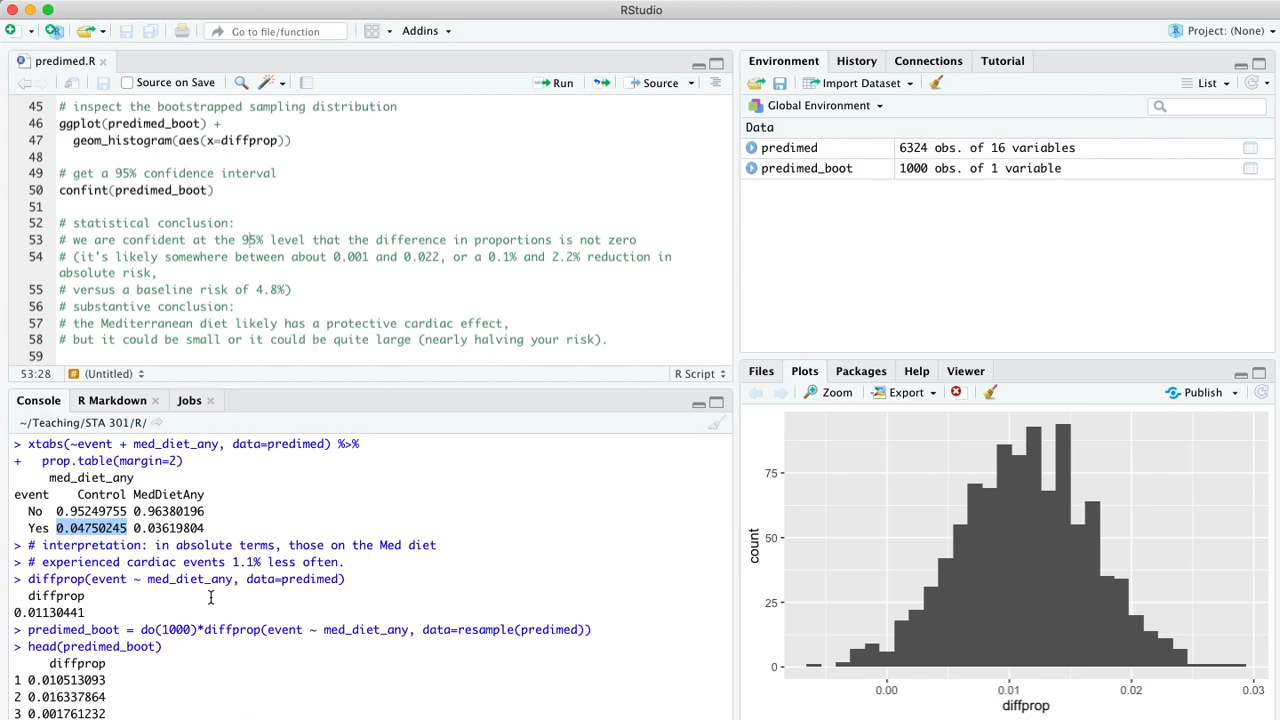 RStudio
Go to file/function
Addins
Project: (None)
predimed.R
Source on Save
Run
Source
45 # inspect the bootstrapped sampling distribution
46 ggplot(predimed_boot) +
47   geom_histogram(aes(x=diffprop))
48
49 # get a 95% confidence interval
50 confint(predimed_boot)
51
52 # statistical conclusion:
53 # we are confident at the 95% level that the difference in proportions is not zero
54 # (it's likely somewhere between about 0.001 and 0.022, or a 0.1% and 2.2% reduction in
absolute risk,
55 # versus a baseline risk of 4.8%)
56 # substantive conclusion:
57 # the Mediterranean diet likely has a protective cardiac effect,
58 # but it could be small or it could be quite large (nearly halving your risk).
59
53:28 # (Untitled) R Script
Console R Markdown Jobs
~/Teaching/STA 301/R/
> xtabs(~event + med_diet_any, data=predimed) %>%
+   prop.table(margin=2)
     med_diet_any
event    Control MedDietAny
  No  0.95249755 0.96380196
  Yes 0.04750245 0.03619804
> # interpretation: in absolute terms, those on the Med diet
> # experienced cardiac events 1.1% less often.
> diffprop(event ~ med_diet_any, data=predimed)
  diffprop
0.01130441
> predimed_boot = do(1000)*diffprop(event ~ med_diet_any, data=resample(predimed))
> head(predimed_boot)
     diffprop
1 0.010513093
2 0.016337864
3 0.001761232
Environment History Connections Tutorial
Import Dataset
List
Global Environment
Data
predimed 6324 obs. of 16 variables
predimed_boot 1000 obs. of 1 variable
Files Plots Packages Help Viewer
Zoom Export Publish
75
50
25
0
count
0.00 0.01 0.02 0.03
diffprop